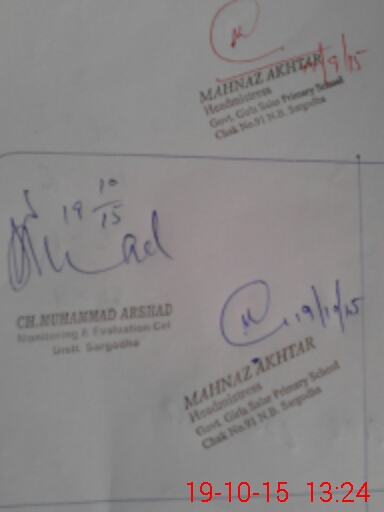 MAHNAZ AKHTAR
Headmistress
Govt. Girls Primary School
Chak No.91 N.B. Sargodha
19 10/15
CH.MUHAMMAD ARSHAD
Monitoring & Evaluation Cel
Distt. Sargodha
19/10/15
MAHNAZ AKHTAR
Headmistress
Govt. Girls Primary School
Chak No.91 N.B. Sargodha
19-10-15 13:24